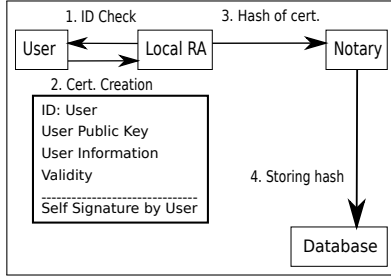 1. ID Check
3. Hash of cert.
User
Local RA
Notary
2. Cert. Creation
ID: User
User Public Key
User Information
Validity
--------------------------------
Self Signature by User
4. Storing hash
Database